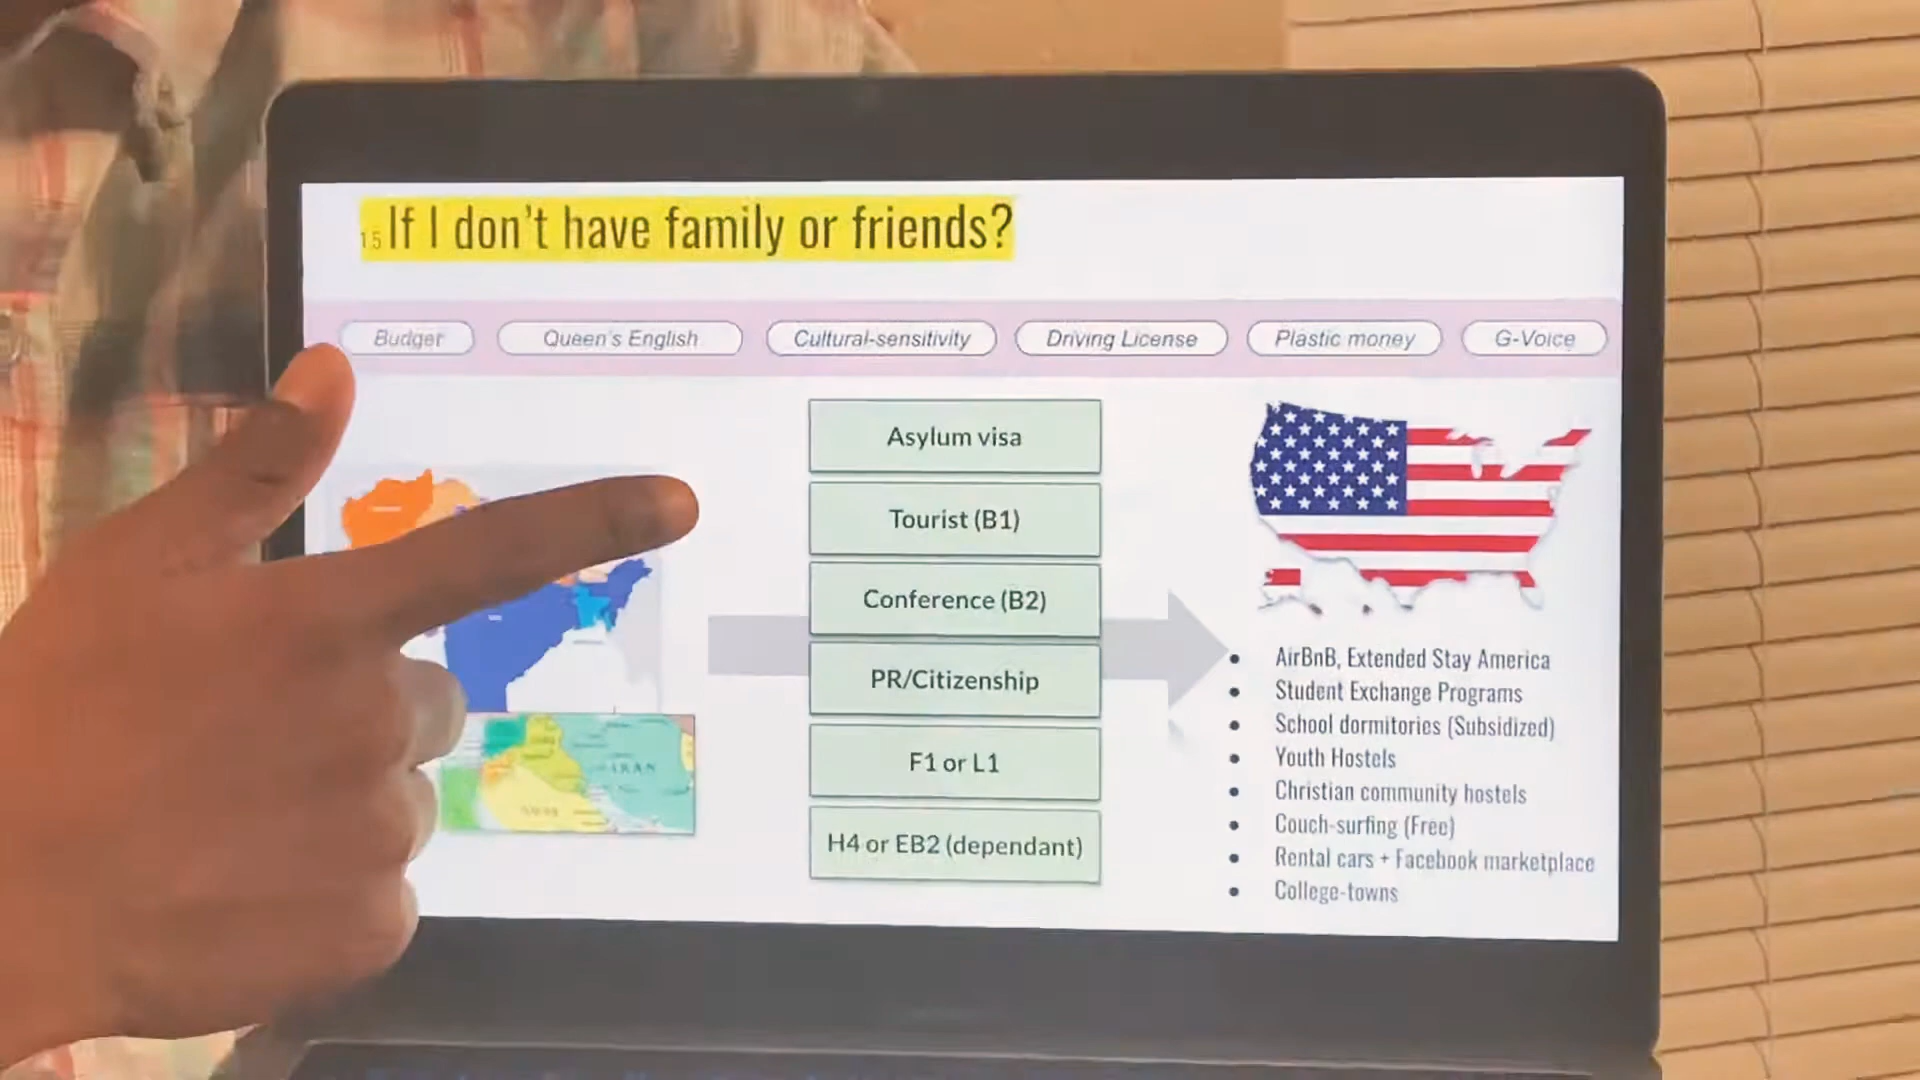 15 If I don't have family or friends?
Budget
Queen's English
Cultural-sensitivity
Driving License
Plastic money
G-Voice
Asylum visa
Tourist (B1)
Conference (B2)
PR/Citizenship
F1 or L1
H4 or EB2 (dependant)
IRAN
• AirBnB, Extended Stay America
• Student Exchange Programs
• School dormitories (Subsidized)
• Youth Hostels
• Christian community hostels
• Couch-surfing (Free)
• Rental cars + Facebook marketplace
• College-towns